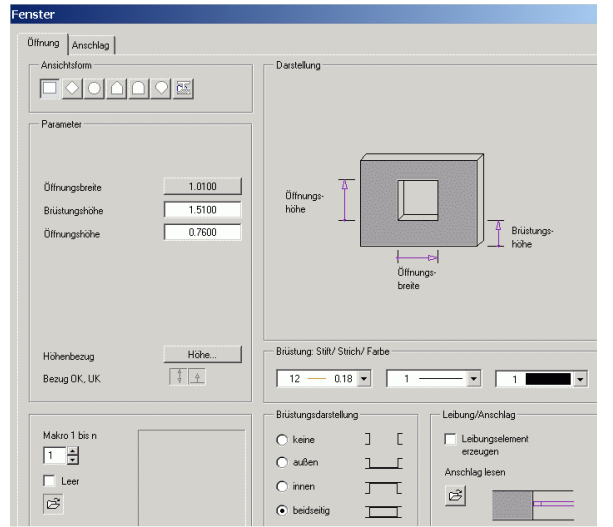 Fenster
Öffnung
Anschlag
Ansichtsform
Parameter
Öffnungsbreite 1.0100
Brüstungshöhe 1.5100
Öffnungshöhe 0.7600
Höhenbezug Höhe...
Bezug OK, UK
Makro 1 bis n
1
Leer
Darstellung
Öffnungs-
höhe
Brüstungs-
höhe
Öffnungs-
breite
Brüstung: Stift/ Strich/ Farbe
12 0.18 1 1
Brüstungsdarstellung
keine
außen
innen
beidseitig
Leibung/Anschlag
Leibungselement
erzeugen
Anschlag lesen